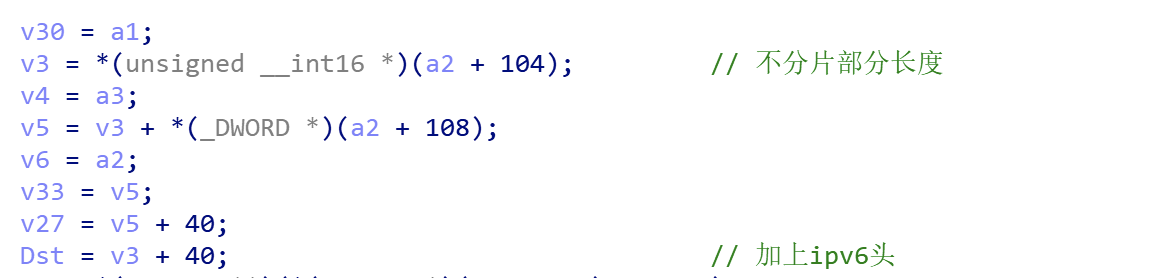 v30 = a1;
v3 = *(unsigned __int16 *)(a2 + 104); // 不分片部分长度
v4 = a3;
v5 = v3 + *(_DWORD *)(a2 + 108);
v6 = a2;
v33 = v5;
v27 = v5 + 40;
Dst = v3 + 40; // 加上ipv6头